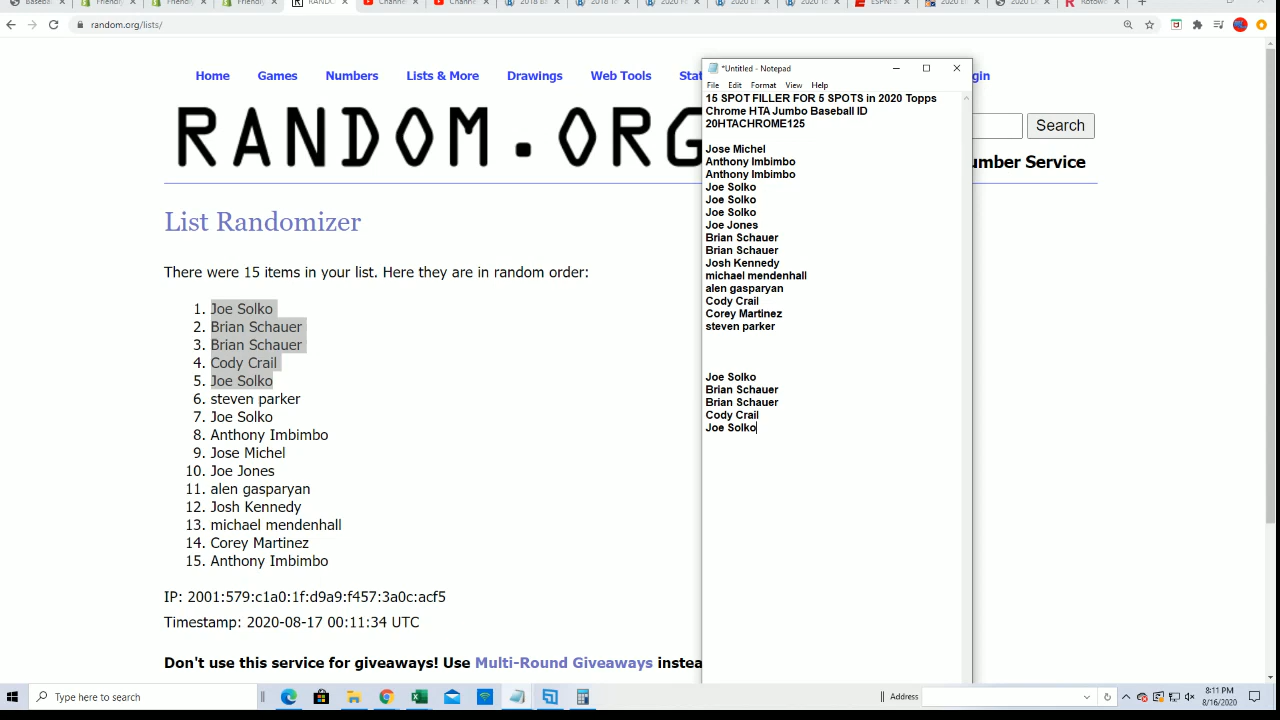 random.org/lists/
Home Games Numbers Lists & More Drawings Web Tools
RANDOM.ORG
Search
List Randomizer
There were 15 items in your list. Here they are in random order:
1. Joe Solko
2. Brian Schauer
3. Brian Schauer
4. Cody Crail
5. Joe Solko
6. steven parker
7. Joe Solko
8. Anthony Imbimbo
9. Jose Michel
10. Joe Jones
11. alen gasparyan
12. Josh Kennedy
13. michael mendenhall
14. Corey Martinez
15. Anthony Imbimbo
IP: 2001:579:c1a0:1f:d9a9:f457:3a0c:acf5
Timestamp: 2020-08-17 00:11:34 UTC
Don't use this service for giveaways! Use Multi-Round Giveaways instea
*Untitled - Notepad
File Edit Format View Help
15 SPOT FILLER FOR 5 SPOTS in 2020 Topps
Chrome HTA Jumbo Baseball ID
20HTACHROME125
Jose Michel
Anthony Imbimbo
Anthony Imbimbo
Joe Solko
Joe Solko
Joe Solko
Joe Jones
Brian Schauer
Brian Schauer
Josh Kennedy
michael mendenhall
alen gasparyan
Cody Crail
Corey Martinez
steven parker
Joe Solko
Brian Schauer
Brian Schauer
Cody Crail
Joe Solko
umber Service
Type here to search
Address
8:11 PM
8/16/2020